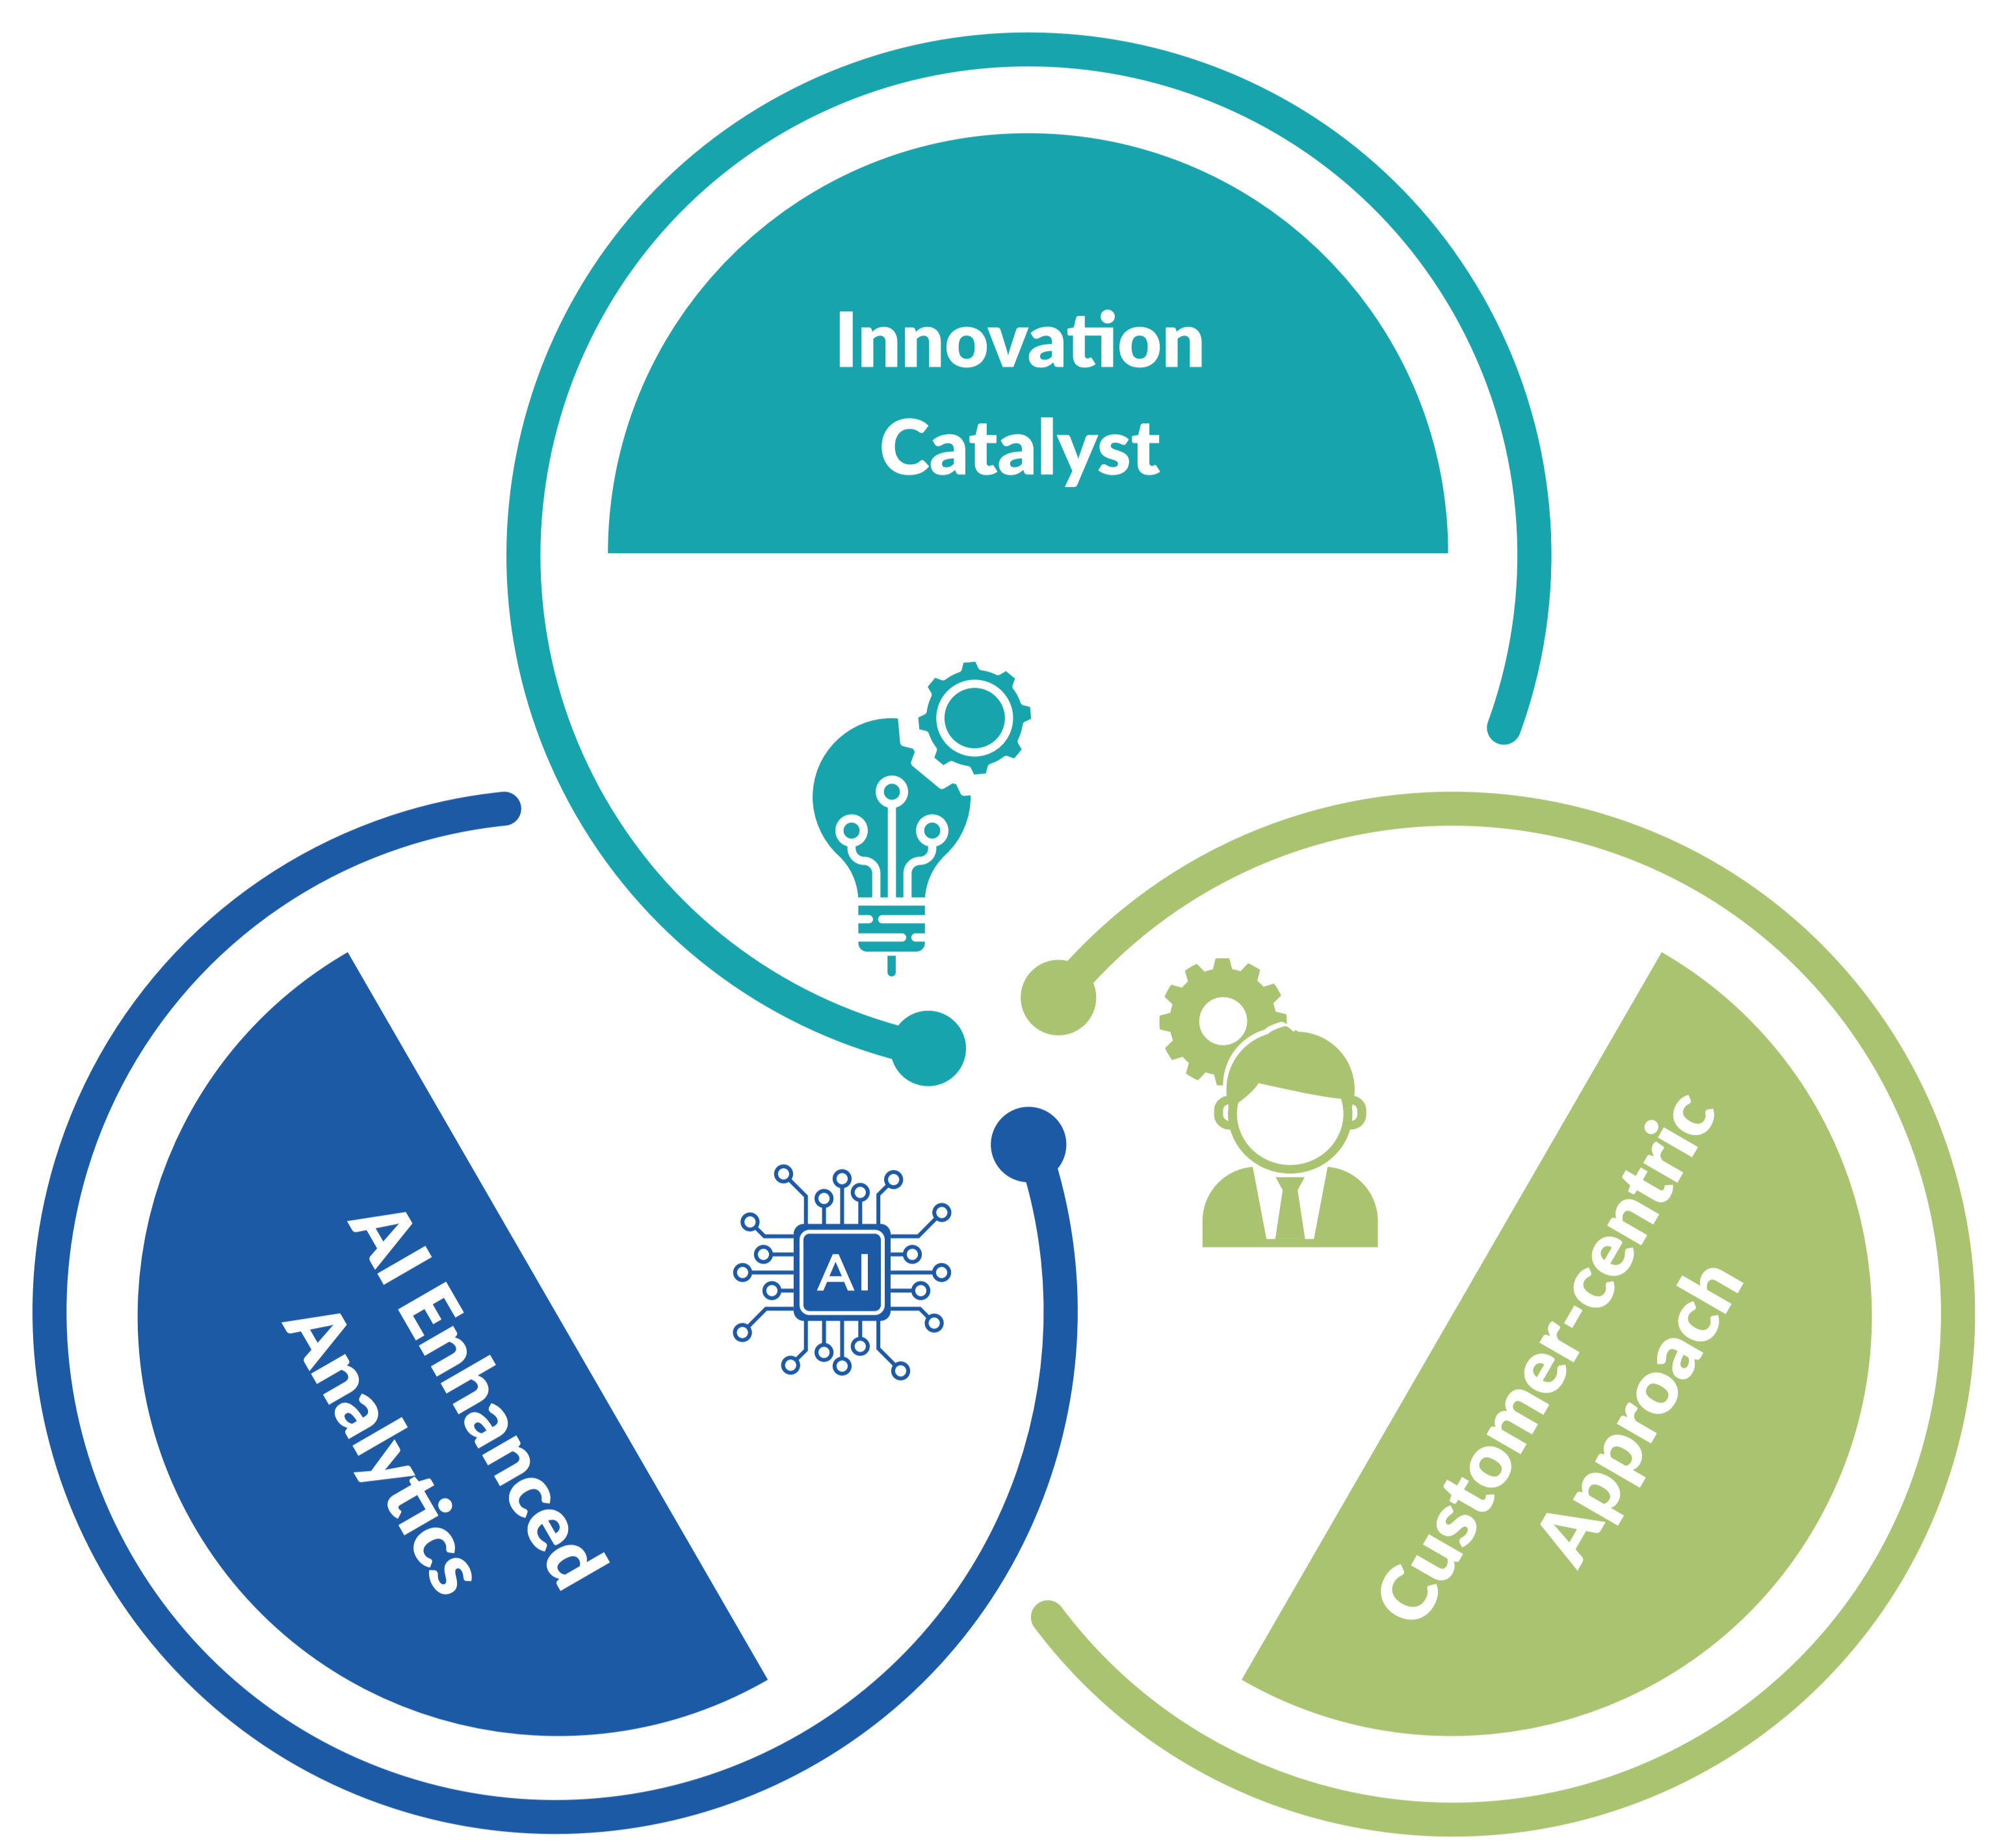 Innovation
Catalyst
AI
AI Enhanced
Analytics
Customer-centric
Approach